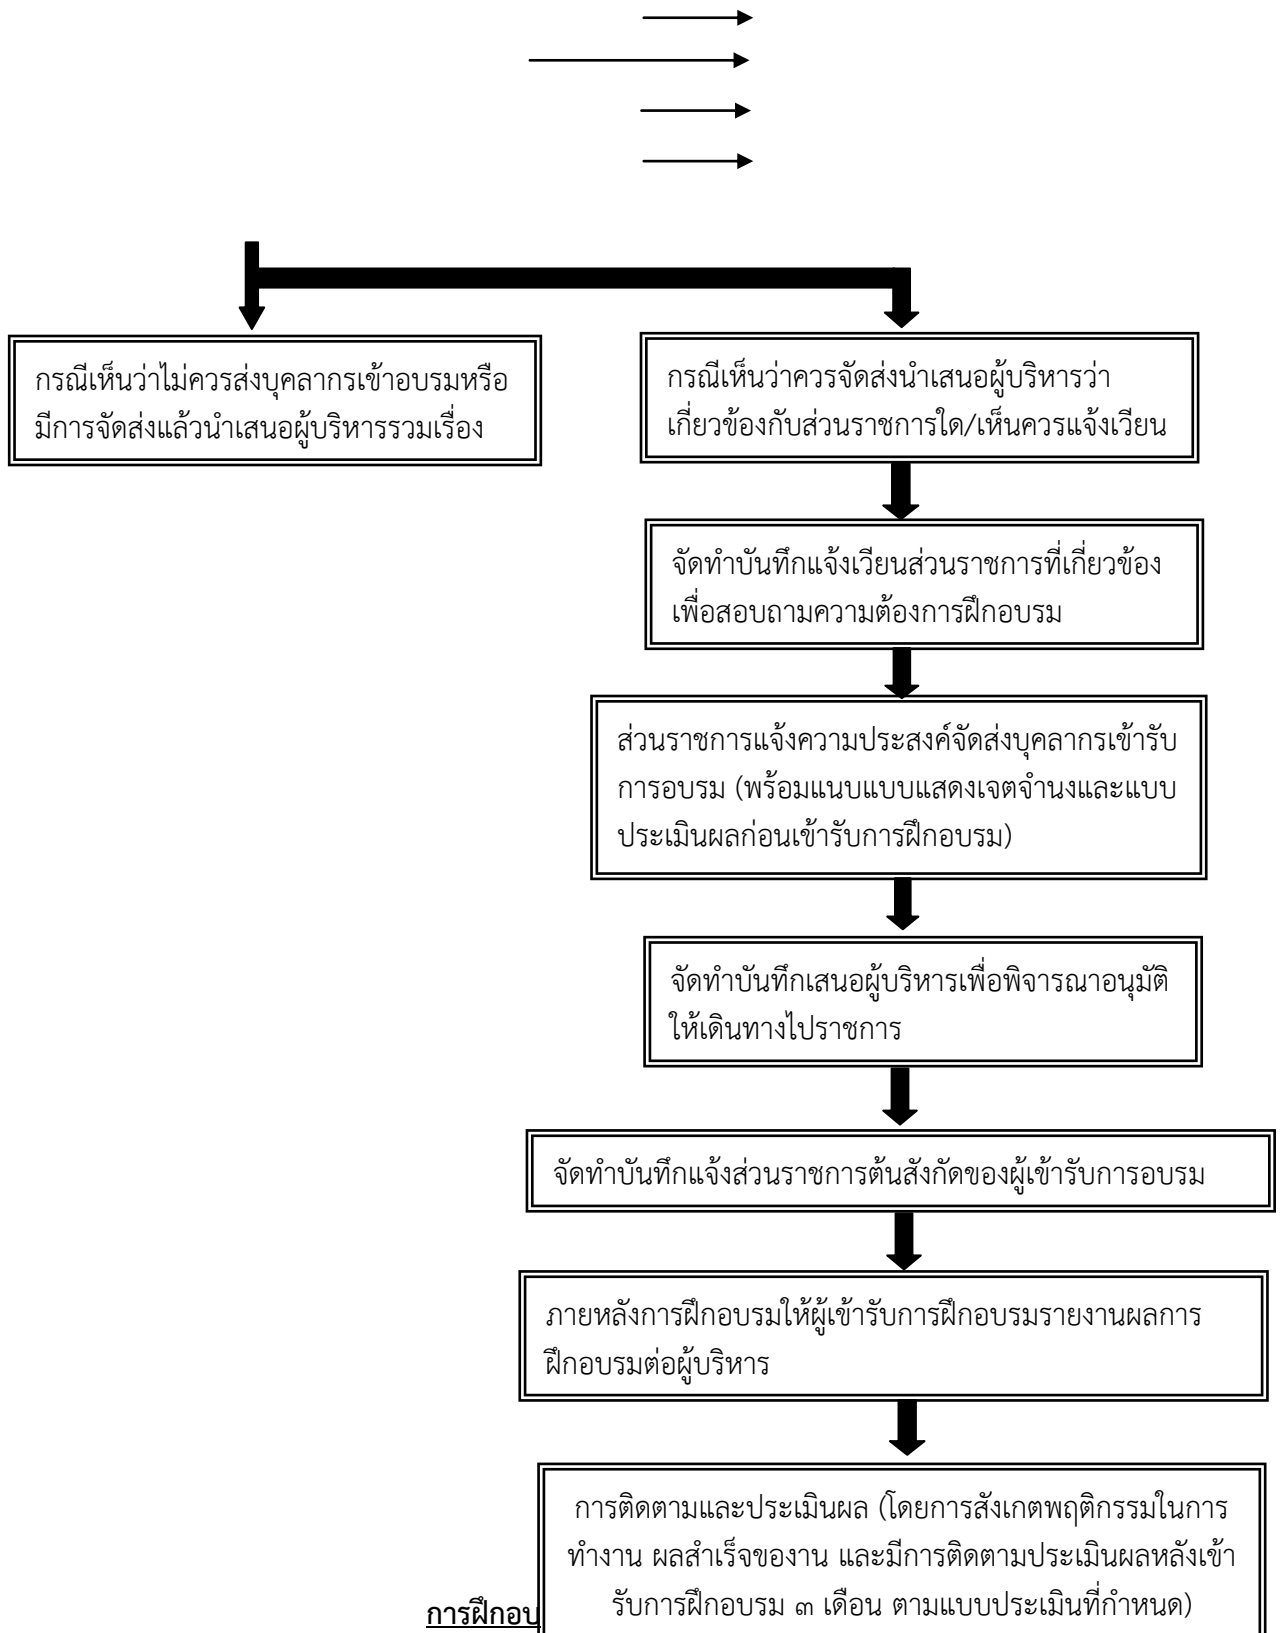 กรณีเห็นว่าไม่ควรส่งบุคลากรเข้าอบรมหรือ
มีการจัดส่งแล้วนำเสนอผู้บริหารรวมเรื่อง
กรณีเห็นว่าควรจัดส่งนำเสนอผู้บริหารว่า
เกี่ยวข้องกับส่วนราชการใด/เห็นควรแจ้งเวียน
จัดทำบันทึกแจ้งเวียนส่วนราชการที่เกี่ยวข้อง
เพื่อสอบถามความต้องการฝึกอบรม
ส่วนราชการแจ้งความประสงค์จัดส่งบุคลากรเข้ารับ
การอบรม (พร้อมแนบแบบแสดงเจตจำนงและแบบ
ประเมินผลก่อนเข้ารับการฝึกอบรม)
จัดทำบันทึกเสนอผู้บริหารเพื่อพิจารณาอนุมัติ
ให้เดินทางไปราชการ
จัดทำบันทึกแจ้งส่วนราชการต้นสังกัดของผู้เข้ารับการอบรม
ภายหลังการฝึกอบรมให้ผู้เข้ารับการฝึกอบรมรายงานผลการ
ฝึกอบรมต่อผู้บริหาร
การติดตามและประเมินผล (โดยการสังเกตพฤติกรรมในการ
ทำงาน ผลสำเร็จของงาน และมีการติดตามประเมินผลหลังเข้า
รับการฝึกอบรม ๓ เดือน ตามแบบประเมินที่กำหนด)
การฝึกอบ